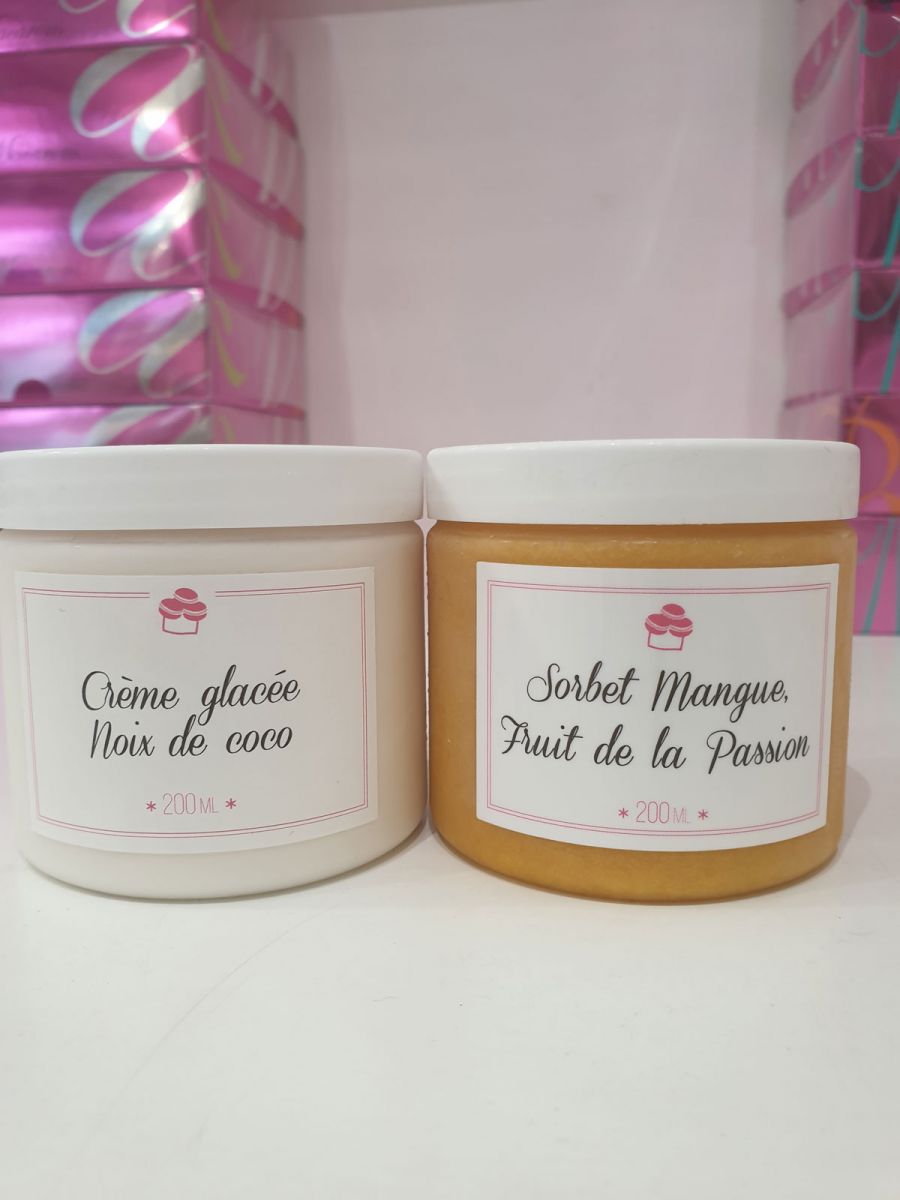 Crème glacée
Noix de coco
* 200 ML *
Sorbet Mangue,
Fruit de la Passion
* 200 ML *